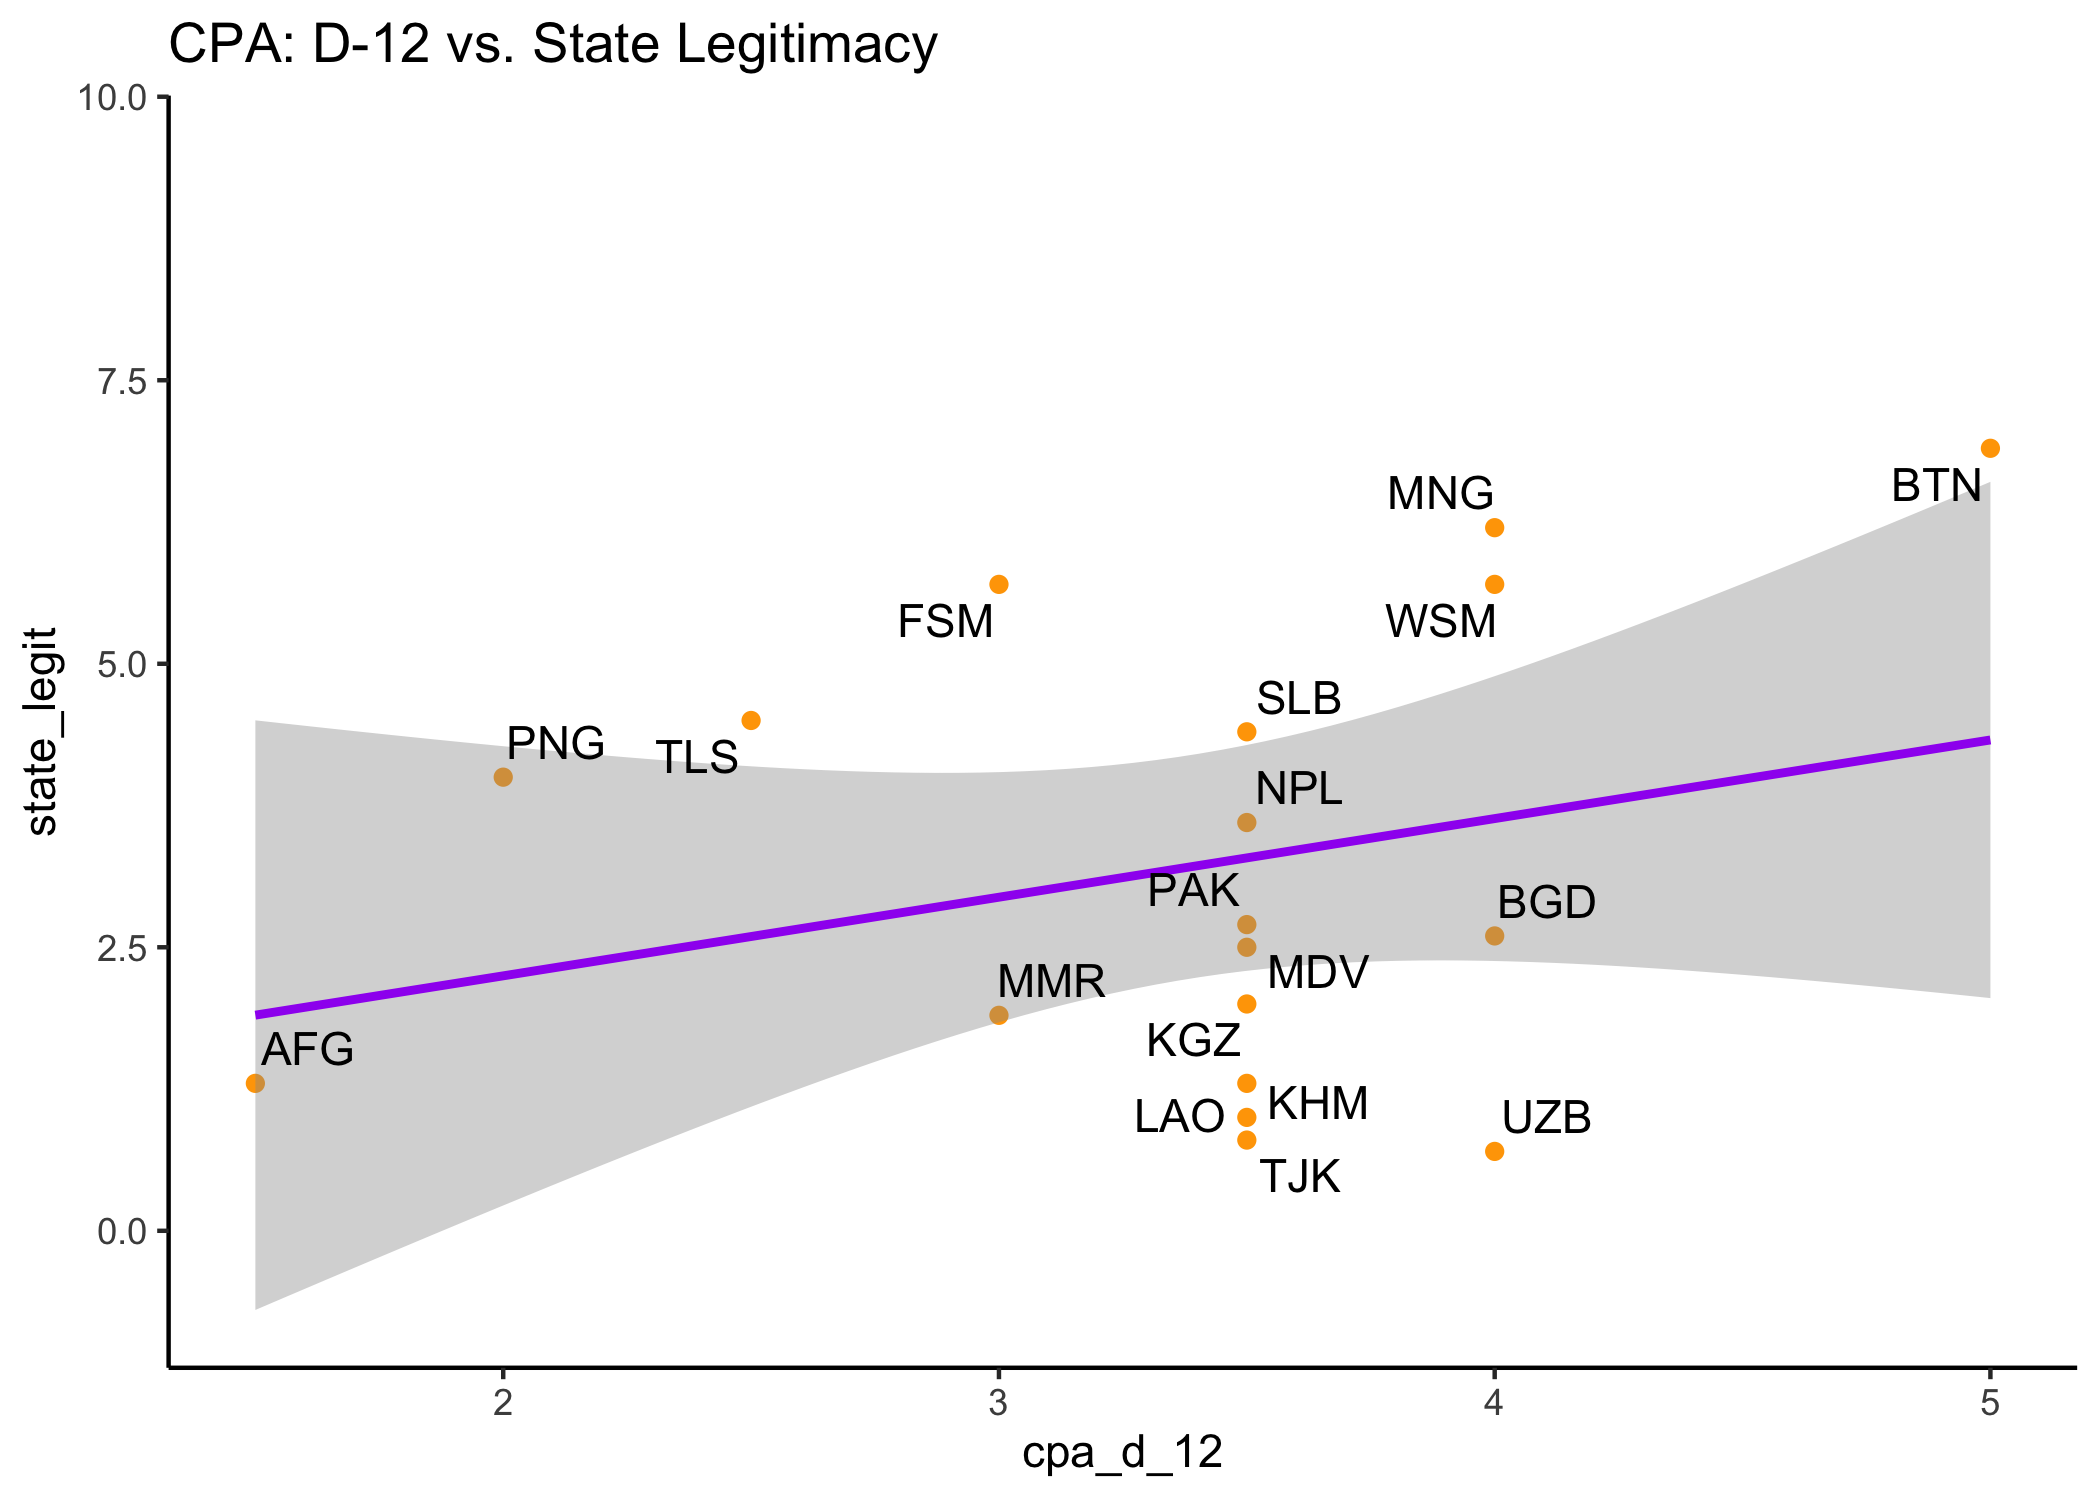 CPA: D-12 vs. State Legitimacy
10.0
7.5
5.0
2.5
0.0
state_legit
BTN
MNG
FSM
WSM
SLB
PNG
TLS
NPL
PAK
BGD
MMR
MDV
AFG
KGZ
KHM
LAO
UZB
TJK
2
3
4
5
cpa_d_12